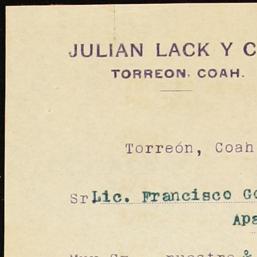 JULIAN LACK Y C
TORREON. COAH.
Torreón, Coah
Sr Lic. Francisco G
Apa